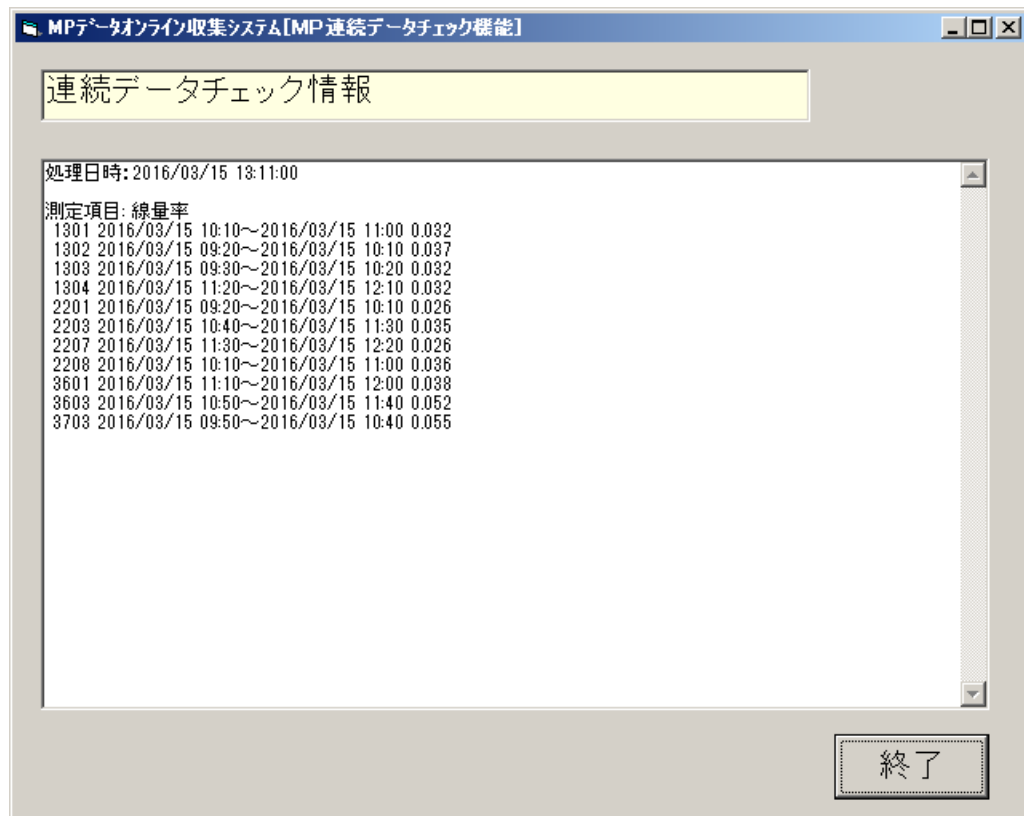 MPデータオンライン収集システム[MP連続データチェック機能]
連続データチェック情報
処理日時:2016/03/15 13:11:00
測定項目:線量率
1301 2016/03/15 10:10～2016/03/15 11:00 0.032
1302 2016/03/15 09:20～2016/03/15 10:10 0.037
1303 2016/03/15 09:30～2016/03/15 10:20 0.032
1304 2016/03/15 11:20～2016/03/15 12:10 0.032
2201 2016/03/15 09:20～2016/03/15 10:10 0.026
2203 2016/03/15 10:40～2016/03/15 11:30 0.035
2207 2016/03/15 11:30～2016/03/15 12:20 0.026
2208 2016/03/15 10:10～2016/03/15 11:00 0.036
3601 2016/03/15 11:10～2016/03/15 12:00 0.038
3603 2016/03/15 10:50～2016/03/15 11:40 0.052
3703 2016/03/15 09:50～2016/03/15 10:40 0.055
終了